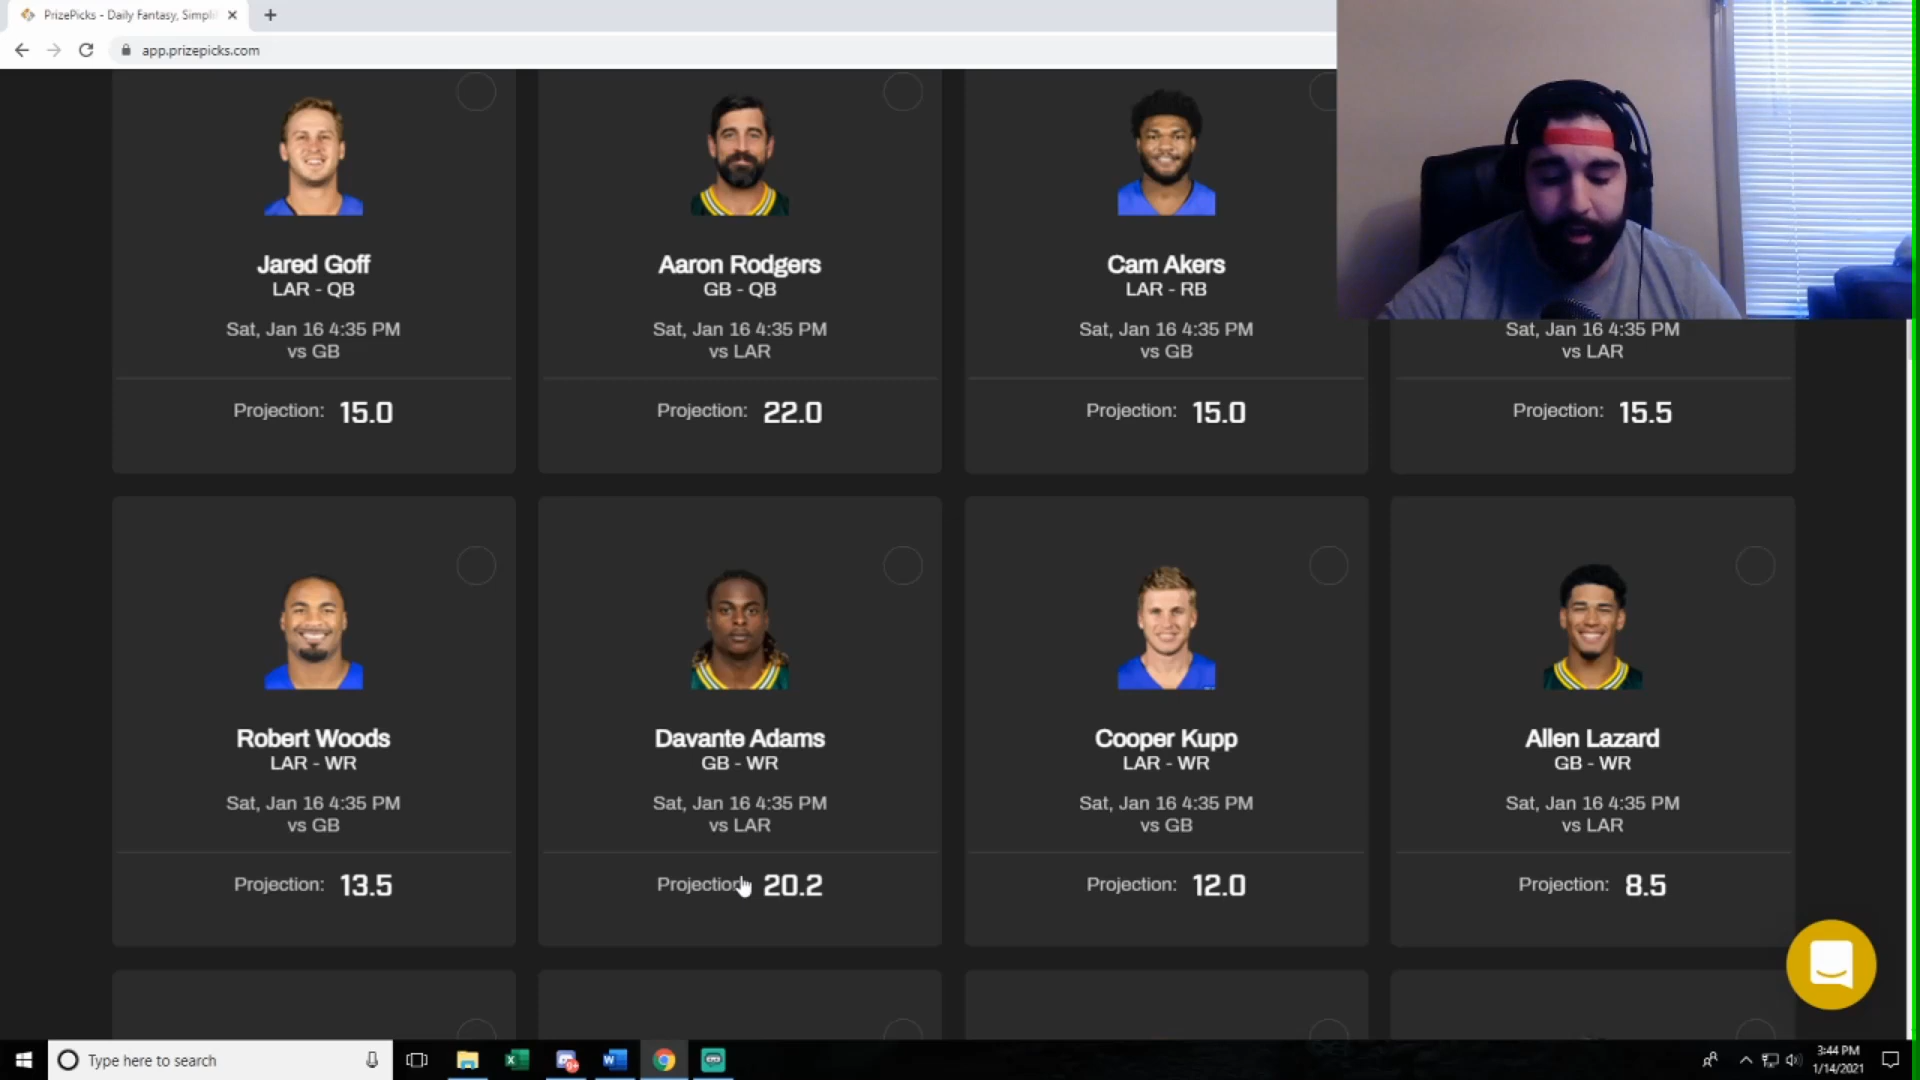 PrizePicks - Daily Fantasy, Simpli
app.prizepicks.com
Jared Goff
LAR - QB
Sat, Jan 16 4:35 PM
vs GB
Projection: 15.0
Aaron Rodgers
GB - QB
Sat, Jan 16 4:35 PM
vs LAR
Projection: 22.0
Cam Akers
LAR - RB
Sat, Jan 16 4:35 PM
vs GB
Projection: 15.0
Sat, Jan 16 4:35 PM
vs LAR
Projection: 15.5
Robert Woods
LAR - WR
Sat, Jan 16 4:35 PM
vs GB
Projection: 13.5
Davante Adams
GB - WR
Sat, Jan 16 4:35 PM
vs LAR
Projection: 20.2
Cooper Kupp
LAR - WR
Sat, Jan 16 4:35 PM
vs GB
Projection: 12.0
Allen Lazard
GB - WR
Sat, Jan 16 4:35 PM
vs LAR
Projection: 8.5
Type here to search
3:44 PM
1/14/2021